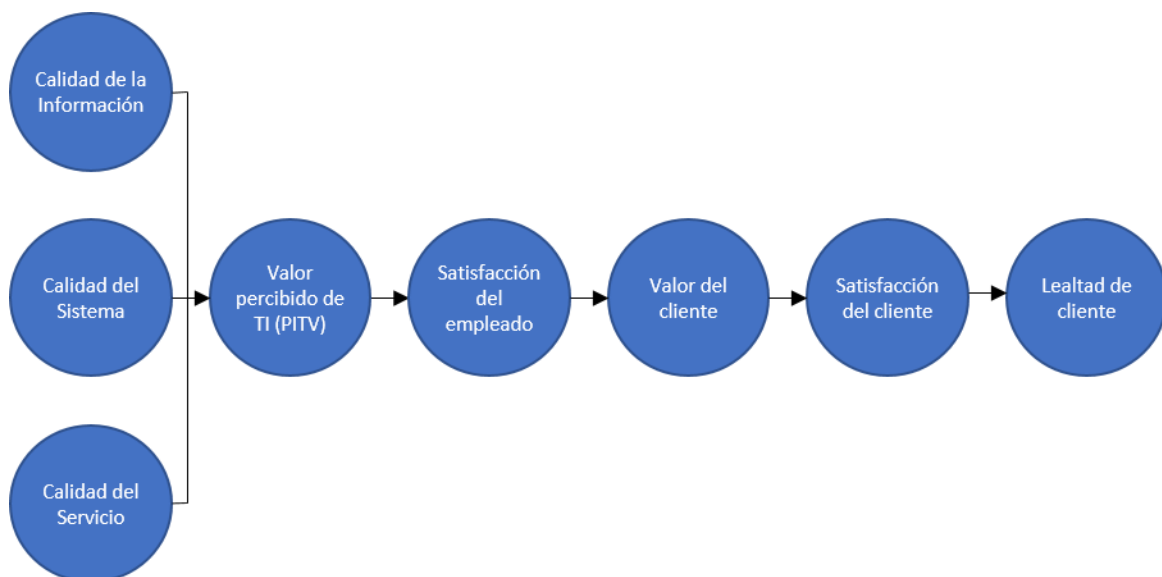 Calidad de la
Información
Calidad del
Sistema
Valor
percibido de
TI (PITV)
Satisfacción
del
empleado
Valor del
cliente
Satisfacción
del cliente
Lealtad de
cliente
Calidad del
Servicio